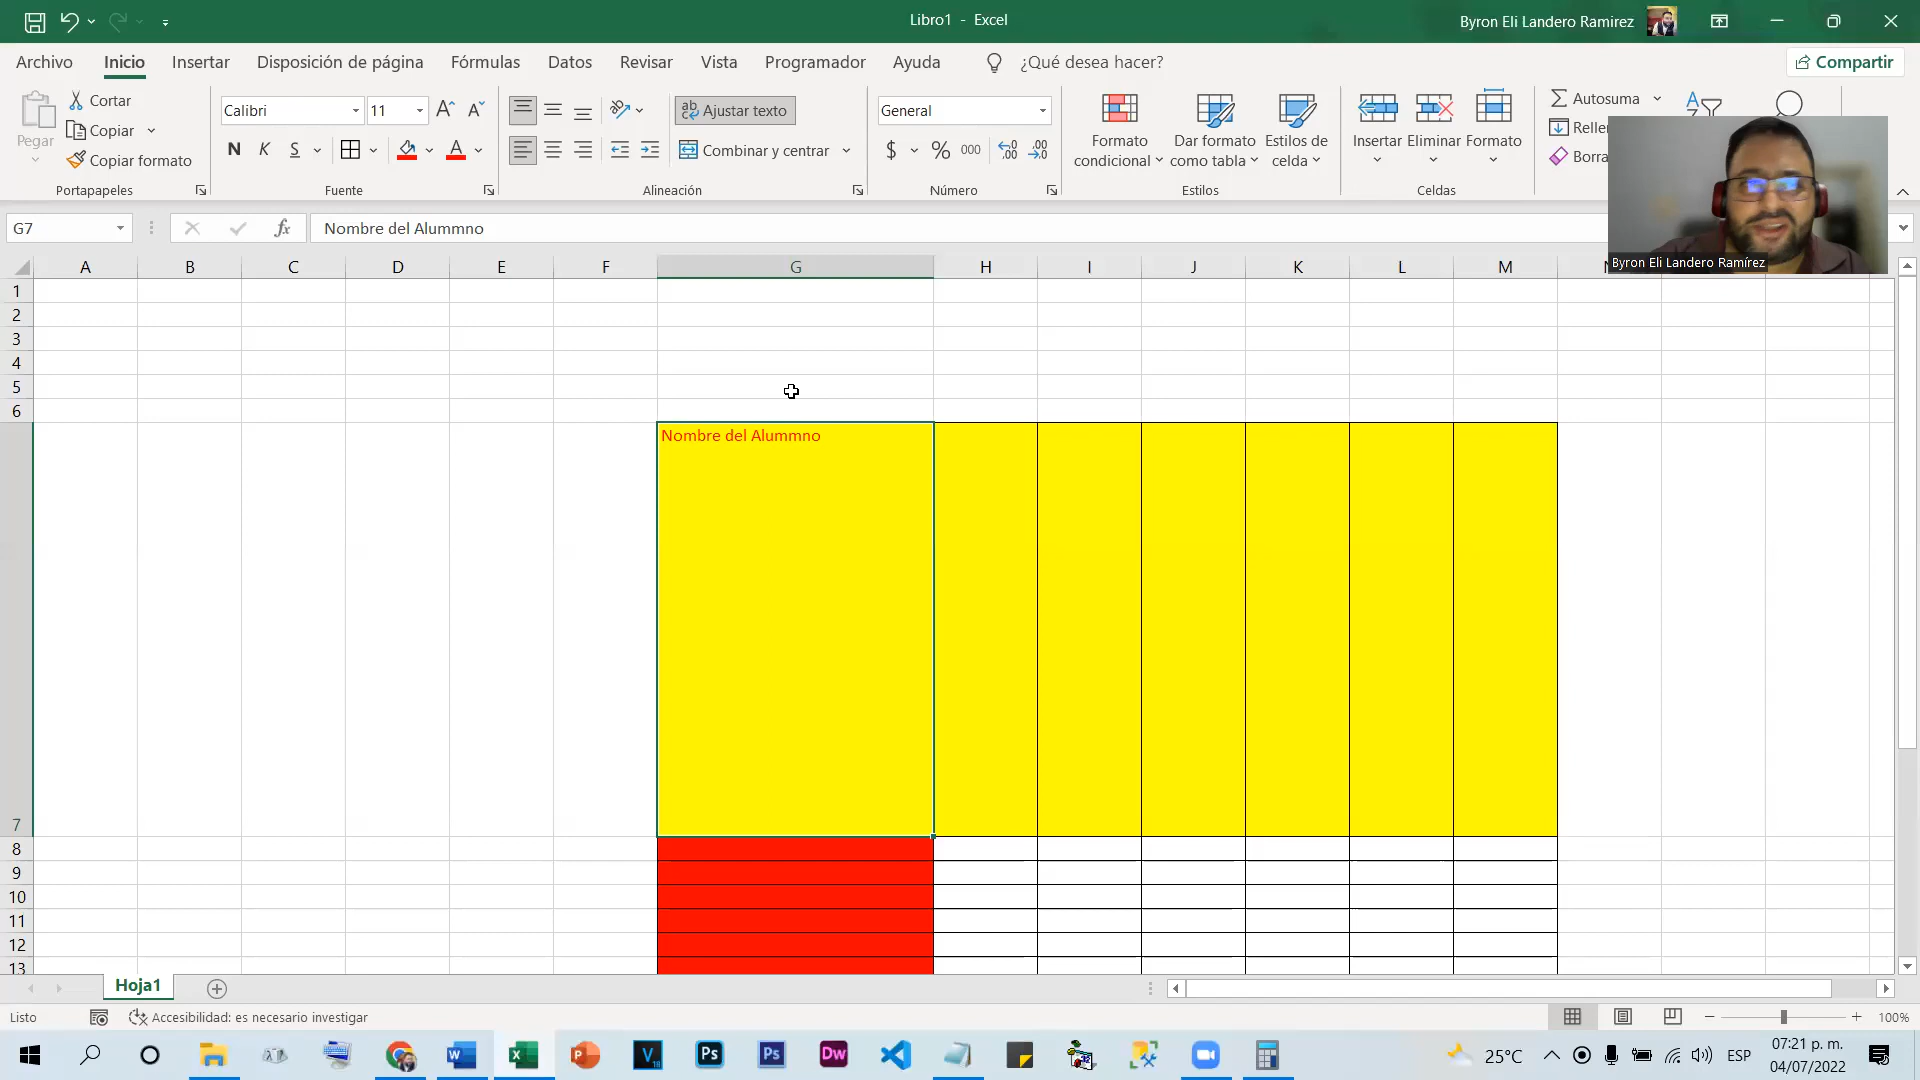 Libro1 - Excel
Byron Eli Landero Ramirez
Archivo Inicio Insertar Disposición de página Fórmulas Datos Revisar Vista Programador Ayuda ¿Qué desea hacer? Compartir
Pegar
Cortar
Copiar
Copiar formato
Portapapeles
Calibri 11
N K S
Fuente
Ajustar texto
Combinar y centrar
Alineación
General
$ % 000
Número
Formato condicional
Dar formato como tabla
Estilos de celda
Estilos
Insertar Eliminar Formato
Celdas
Autosuma
Byron Eli Landero Ramírez
G7
fx Nombre del Alummno
A B C D E F G H I J K L M
1
2
3
4
5
6
7
8
9
10
11
12
13
Nombre del Alummno
Hoja1
Listo
Accesibilidad: es necesario investigar
100%
25°C
ESP
07:21 p. m.
04/07/2022